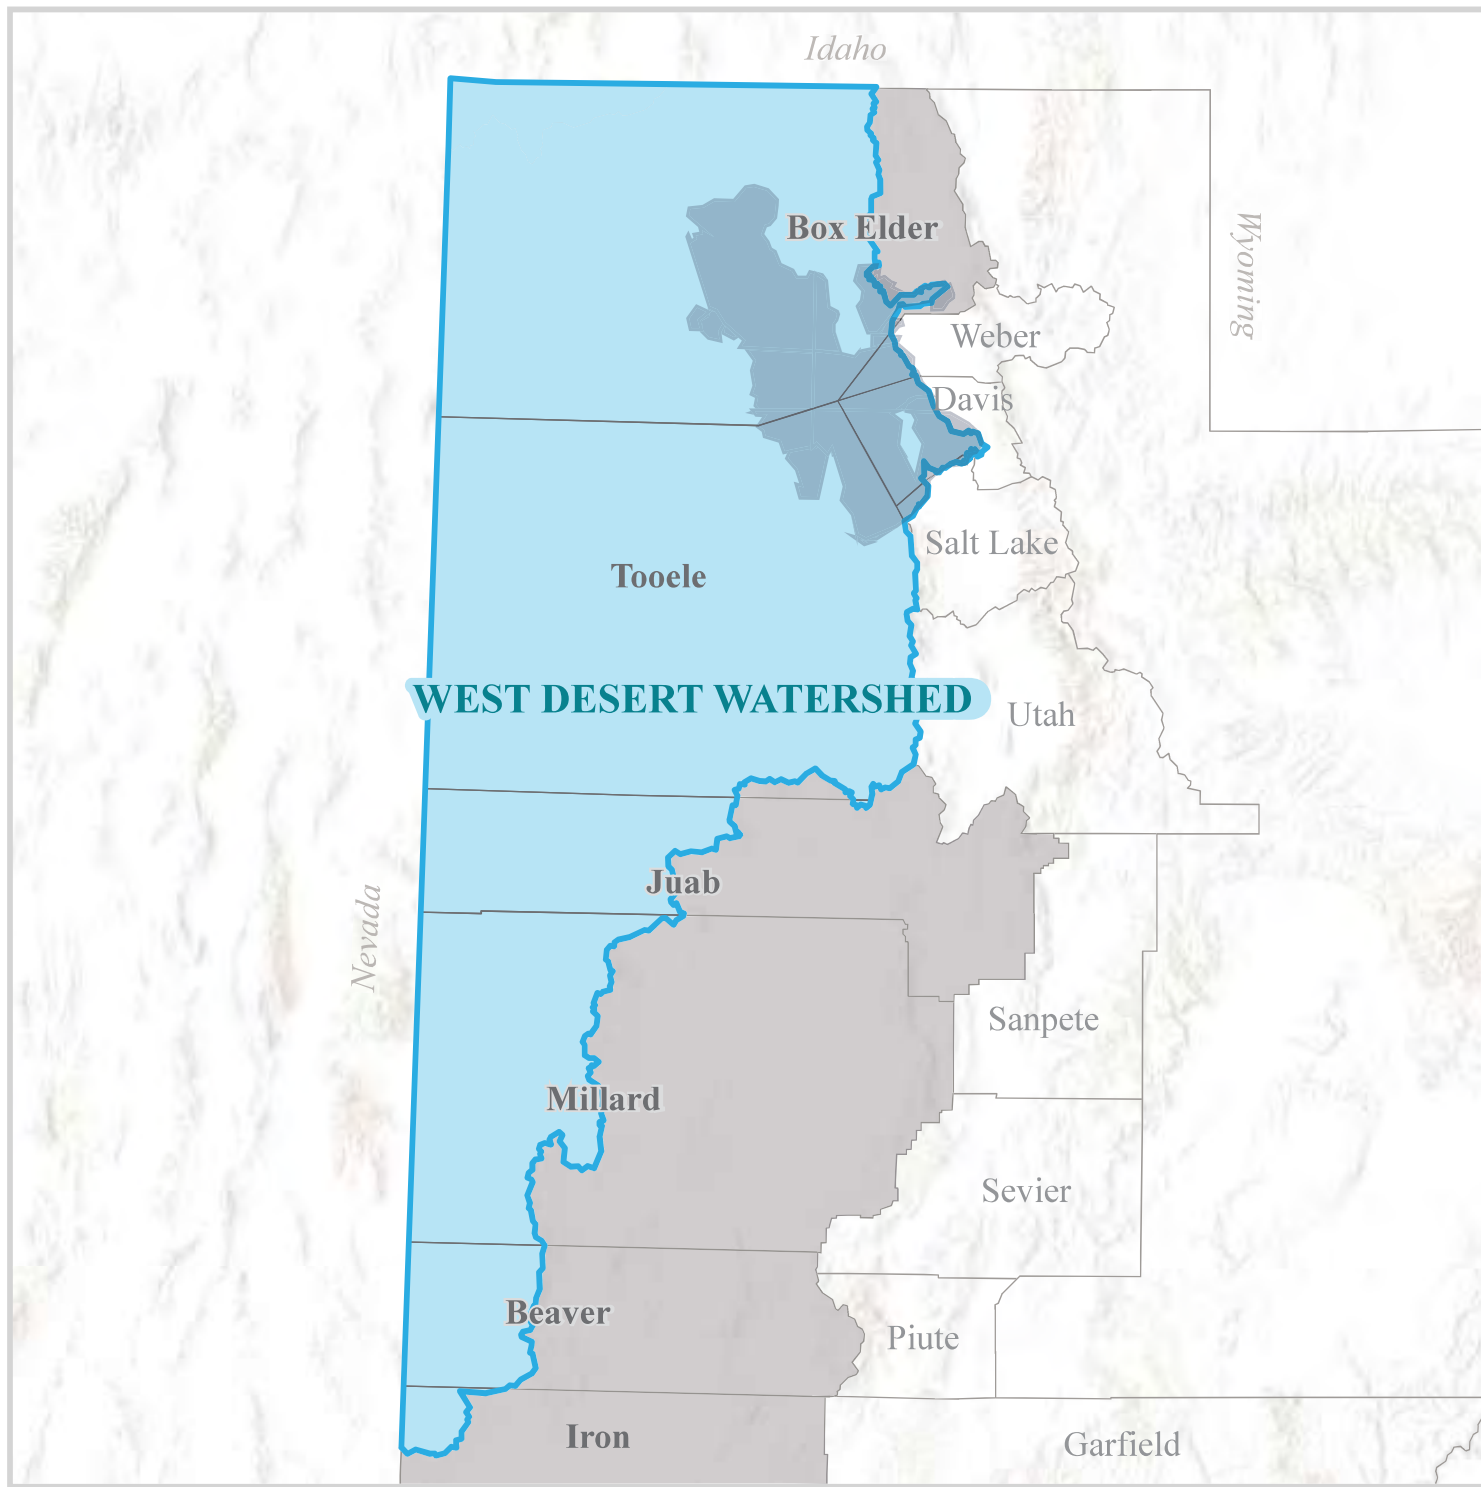 Idaho
Wyoming
Box Elder
Weber
Davis
Salt Lake
Tooele
WEST DESERT WATERSHED
Utah
Juab
Nevada
Sanpete
Millard
Sevier
Beaver
Piute
Iron
Garfield